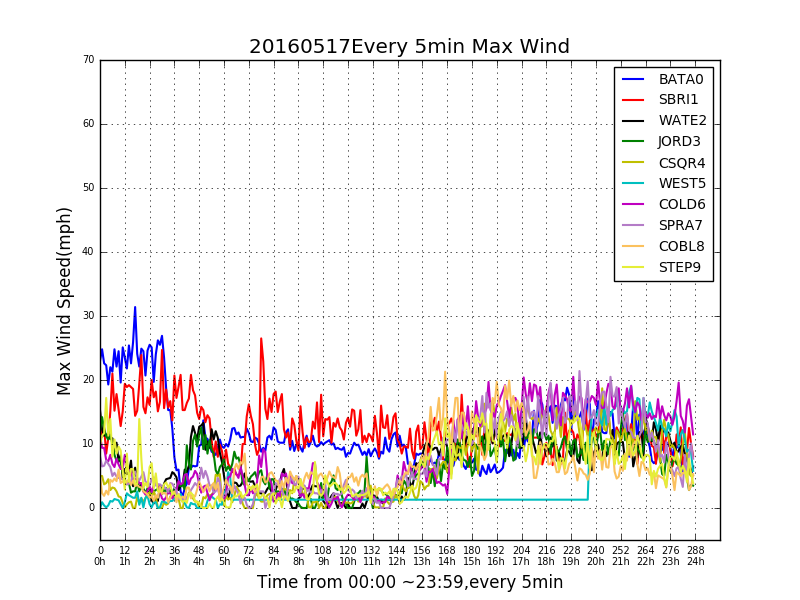 20160517Every 5min Max Wind
70
60
50
40
30
20
10
0
Max Wind Speed(mph)
BATA0
SBRI1
WATE2
JORD3
CSQR4
WEST5
COLD6
SPRA7
COBL8
STEP9
0 12 24 36 48 60 72 84 96 108 120 132 144 156 168 180 192 204 216 228 240 252 264 276 288
0h 1h 2h 3h 4h 5h 6h 7h 8h 9h 10h 11h 12h 13h 14h 15h 16h 17h 18h 19h 20h 21h 22h 23h 24h
Time from 00:00 ~23:59,every 5min